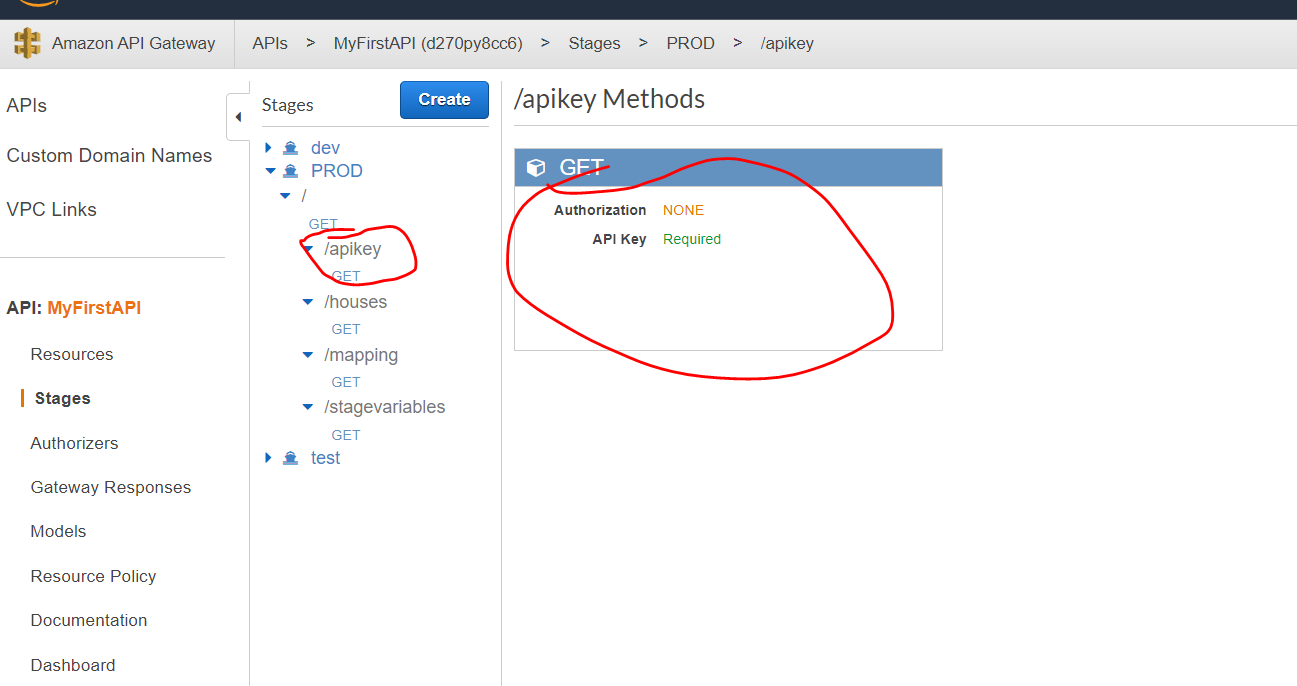 Amazon API Gateway
APIs > MyFirstAPI (d270py8cc6) > Stages > PROD > /apikey
APIs
Custom Domain Names
VPC Links
API: MyFirstAPI
Resources
Stages
Authorizers
Gateway Responses
Models
Resource Policy
Documentation
Dashboard
Stages
Create
dev
PROD
/
GET
/apikey
GET
/houses
GET
/mapping
GET
/stagevariables
GET
test
/apikey Methods
GET
Authorization NONE
API Key Required